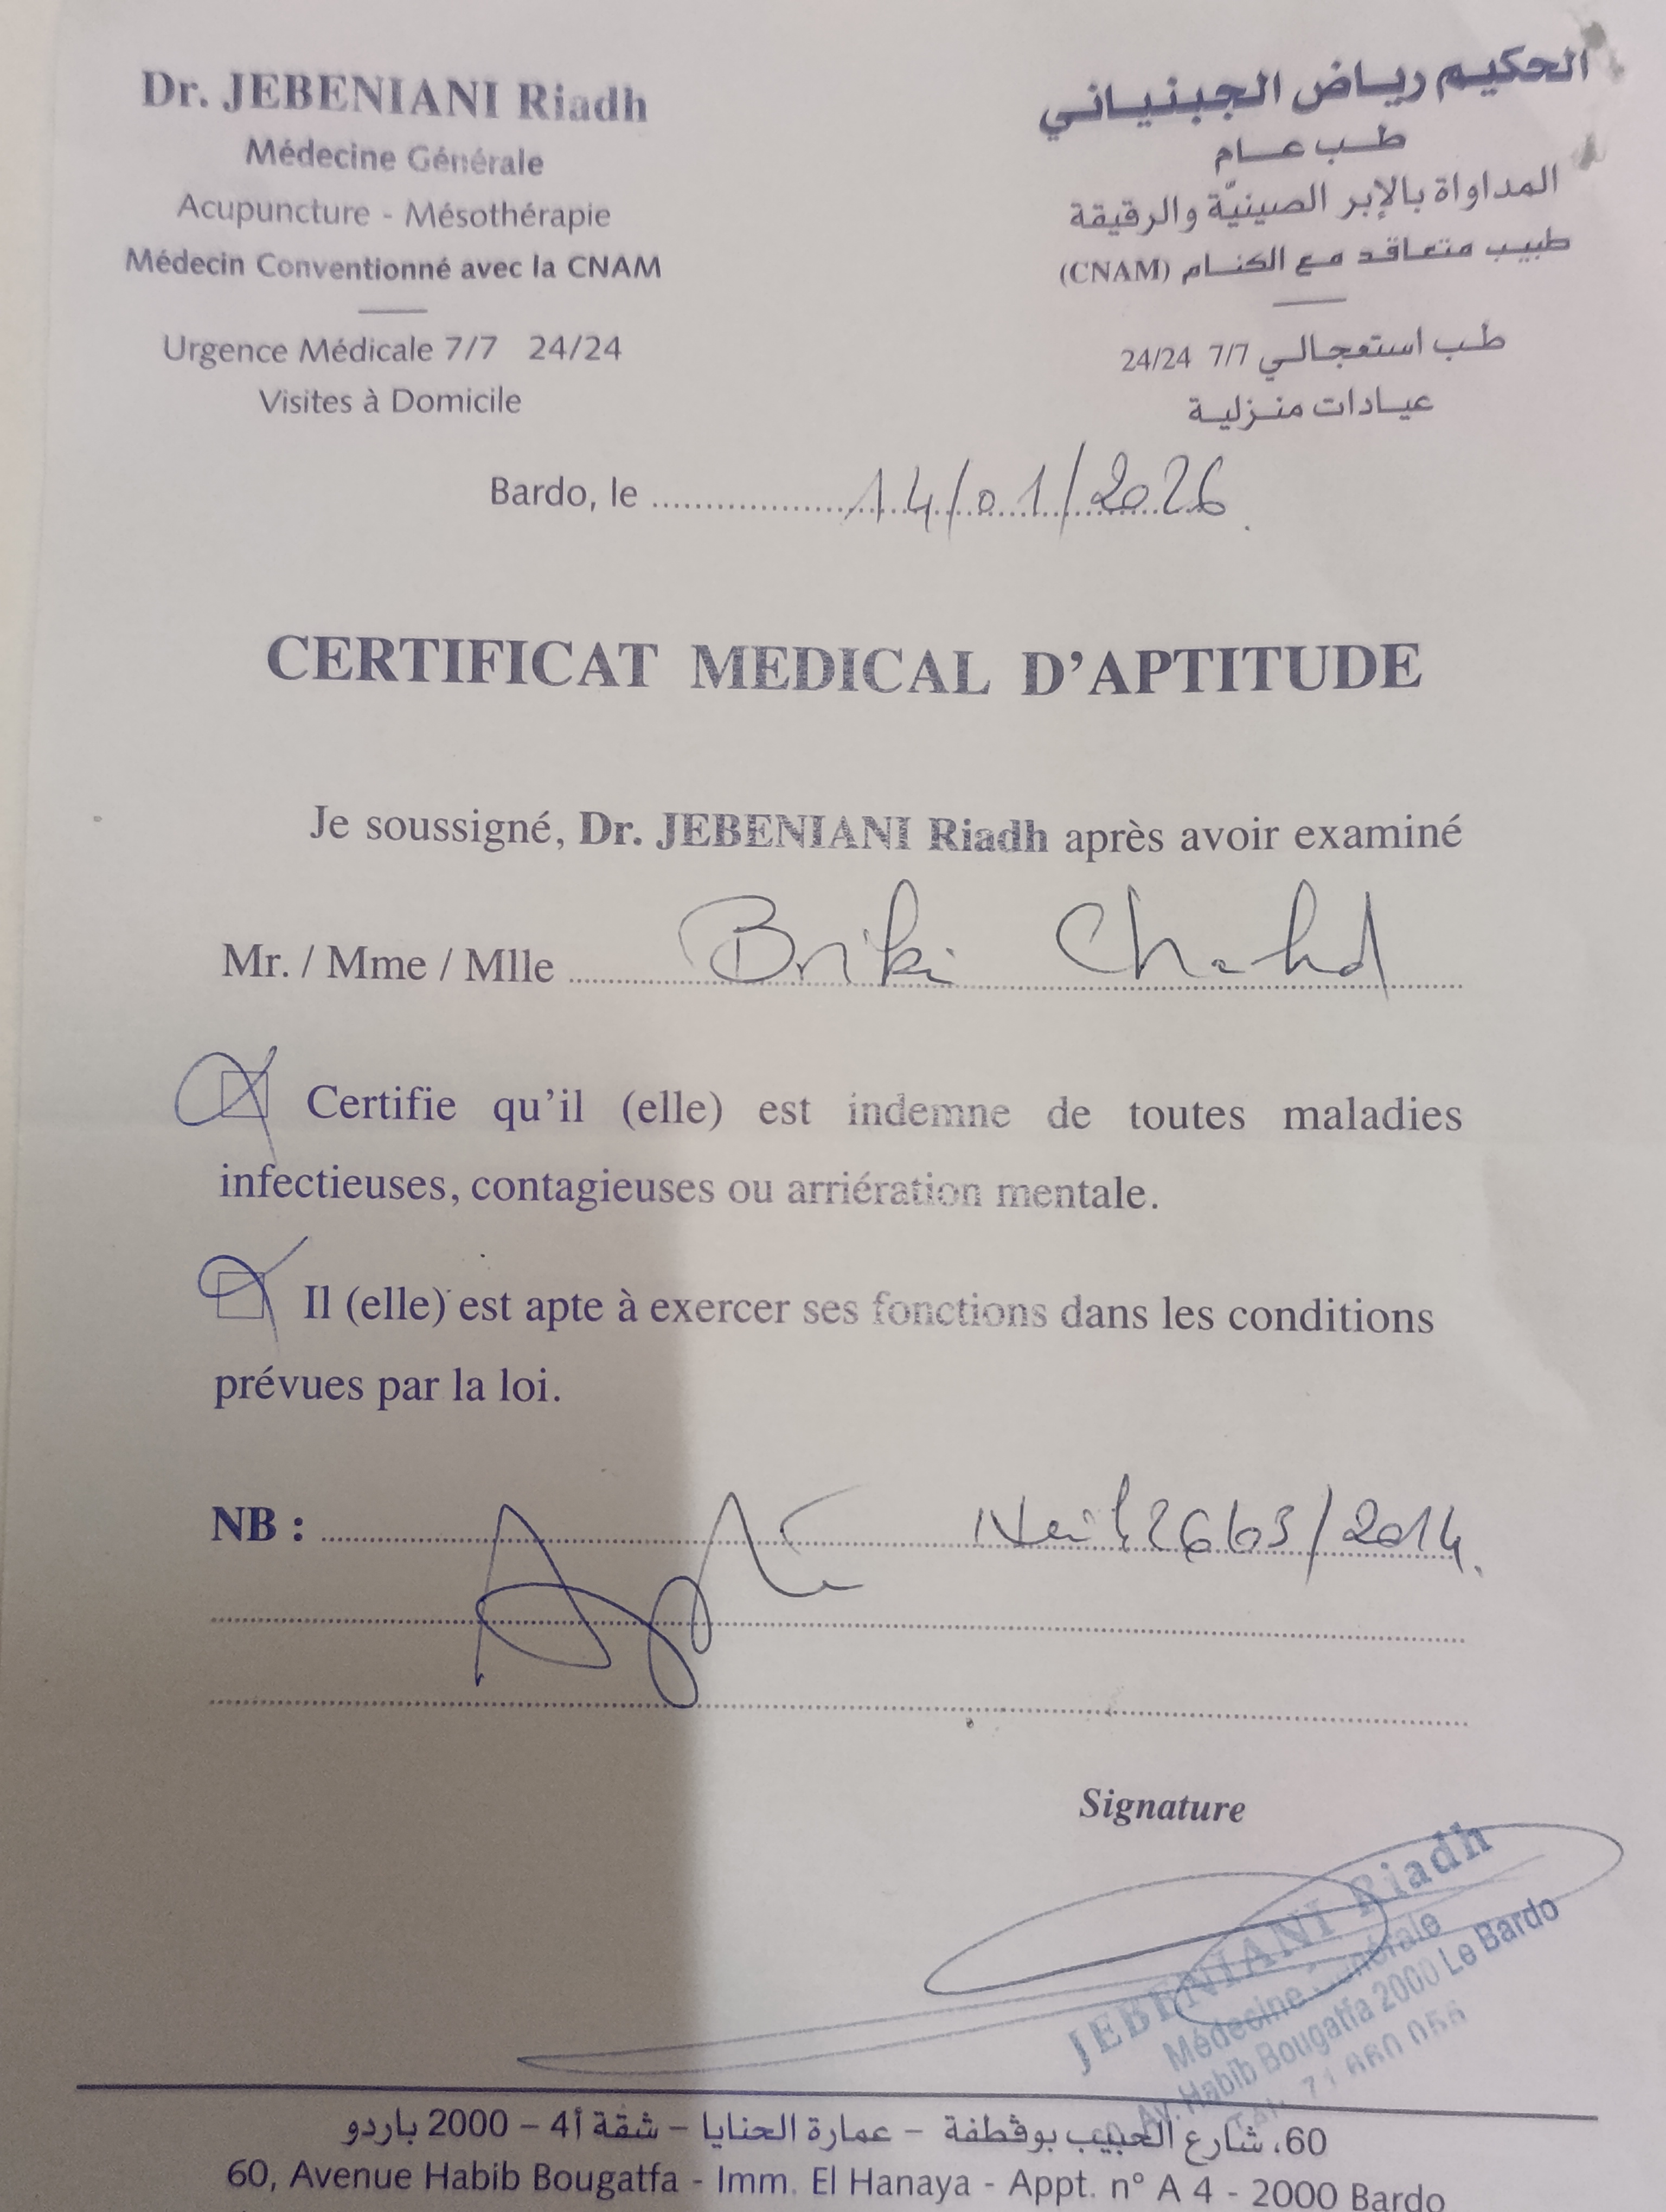 Dr. JEBENIANI Riadh
Médecine Générale
Acupuncture - Mésothérapie
Médecin Conventionné avec la CNAM
Urgence Médicale 7/7 24/24
Visites à Domicile
الحكيم رياض الجبنياني
طب عام
المداواة بالإبر الصينيّة والرقيقة
طبيب متعاقد مع الكنام (CNAM)
طب استعجالي 7/7 24/24
عيادات منزلية
Bardo, le 14/01/2026.
CERTIFICAT MEDICAL D'APTITUDE
Je soussigné, Dr. JEBENIANI Riadh après avoir examiné
Mr. / Mme / Mlle Briki Chahd
Certifie qu'il (elle) est indemne de toutes maladies
infectieuses, contagieuses ou arriération mentale.
Il (elle) est apte à exercer ses fonctions dans les conditions
prévues par la loi.
NB : /2014.
Signature
JEBENIANI Riadh
Médecine Générale
Av. Habib Bougatfa 2000 Le Bardo
60، شارع الحبيب بوقطفة - عمارة الحنايا - شقة أ4 - 2000 باردو
60, Avenue Habib Bougatfa - Imm. El Hanaya - Appt. n° A 4 - 2000 Bardo